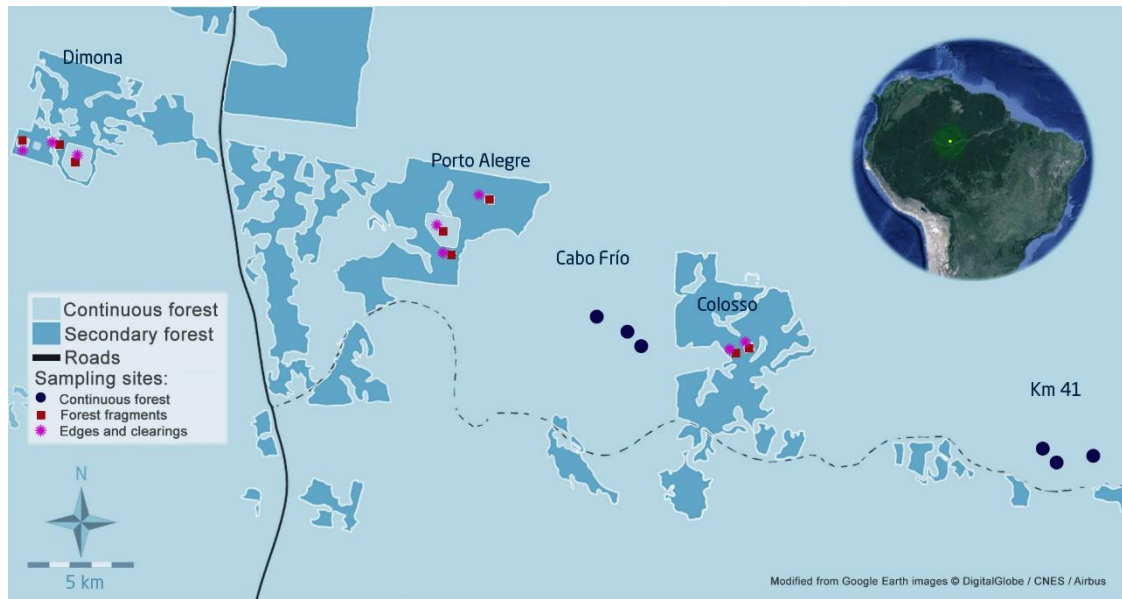 Dimona
Porto Alegre
Cabo Frío
Colosso
Km 41
Continuous forest
Secondary forest
Roads
Sampling sites:
Continuous forest
Forest fragments
Edges and clearings
N
5 km
Modified from Google Earth images © DigitalGlobe / CNES / Airbus